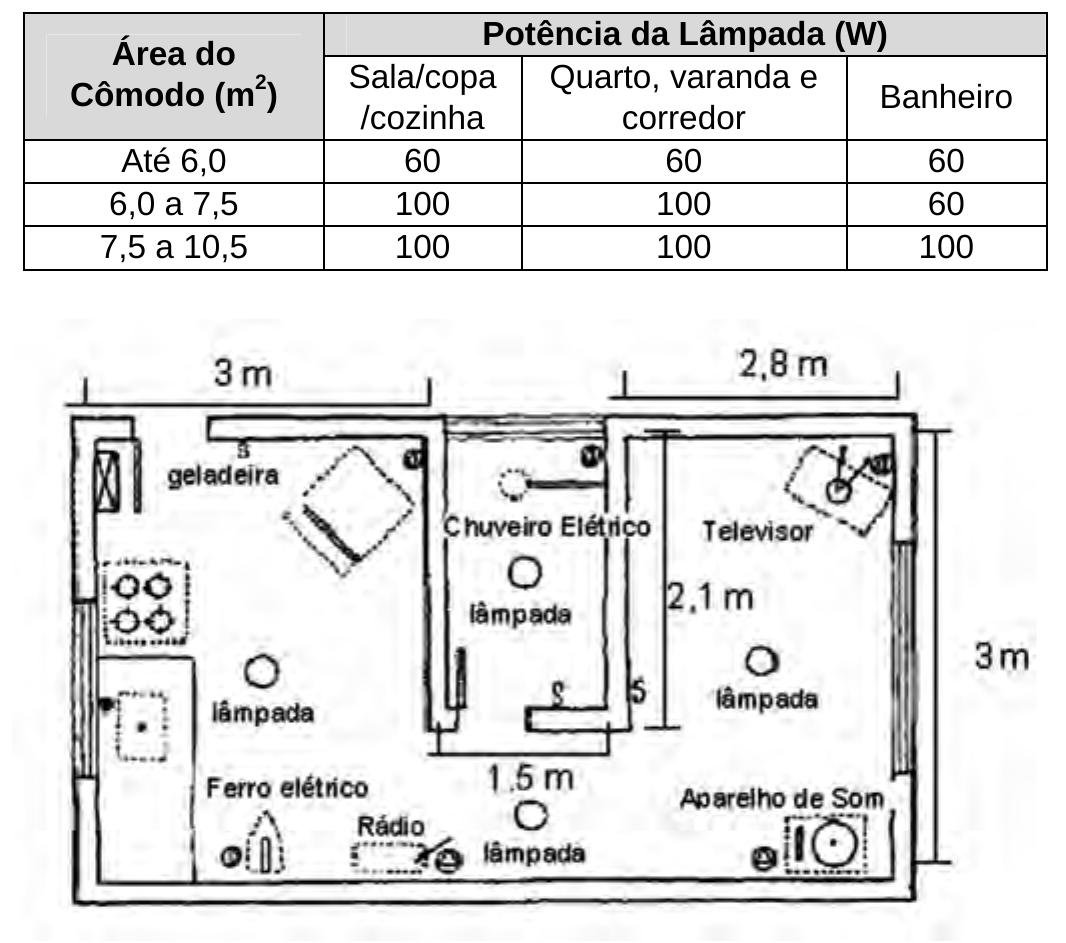 Área do
Cômodo (m²)
Potência da Lâmpada (W)
Sala/copa
/cozinha
Quarto, varanda e
corredor
Banheiro
Até 6,0
60
60
60
6,0 a 7,5
100
100
60
7,5 a 10,5
100
100
100
3 m
2,8 m
s
geladeira
Chuveiro Elétrico
Televisor
lâmpada
2,1 m
3 m
lâmpada
S
5
lâmpada
1,5 m
Ferro elétrico
Aparelho de Som
Rádio
lâmpada